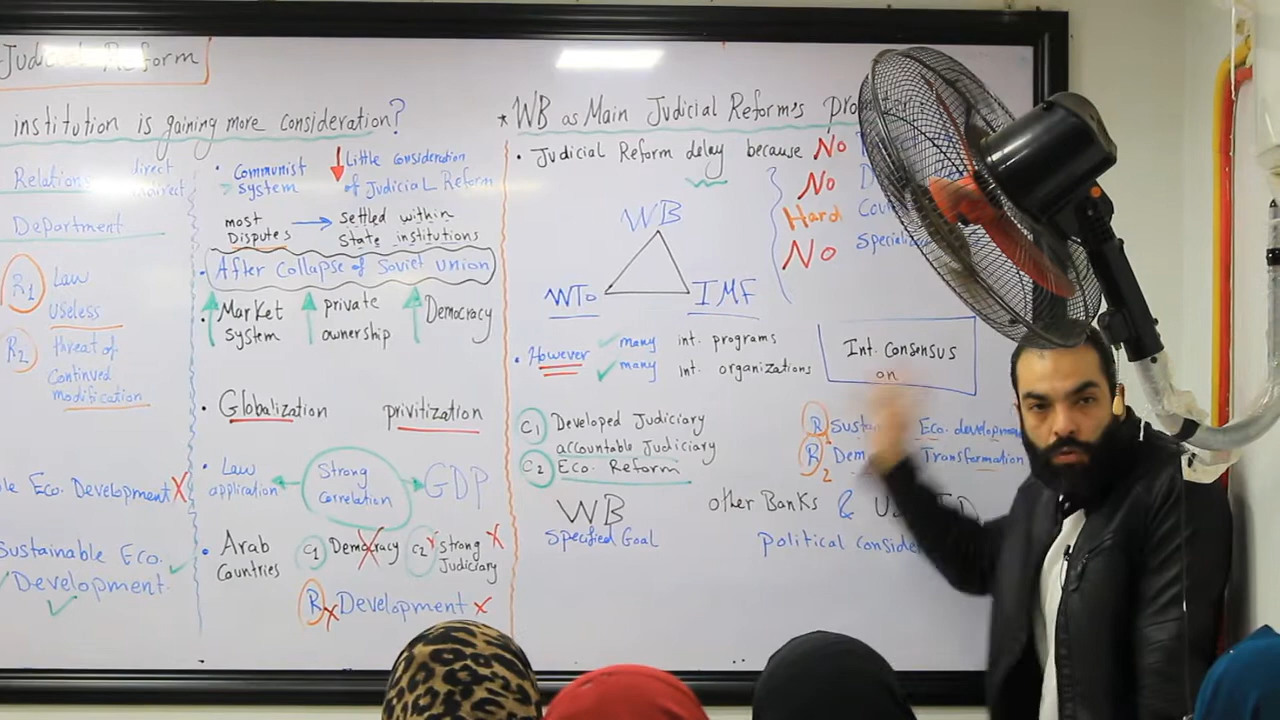 Judicial Reform
institution is gaining more consideration?
Relations direct
indirect
Department
R1 Law
Useless
R2 threat of
Continued
modification
Eco. Development X
Sustainable Eco.
Development
• Communist
System
Little consideration
of Judicial Reform
most
Disputes → settled within
State institutions
• After Collapse of Soviet Union
• Market
System
private
ownership
Democracy
• Globalization privitization
• Law
application
Strong
Correlation
GDP
• Arab
Countries
C1 Democracy
C2 strong
Judiciary
R Development
* WB as Main Judicial Reform's
• Judicial Reform delay because No
No
Hard
No
WB
WTo IMF
• However many int. programs
many int. organizations
Int. Consensus
on
C1 Developed Judiciary
accountable Judiciary
C2 Eco. Reform
R1 Eco. development
R2 Transformation
WB
Specified Goal
other Banks &
political